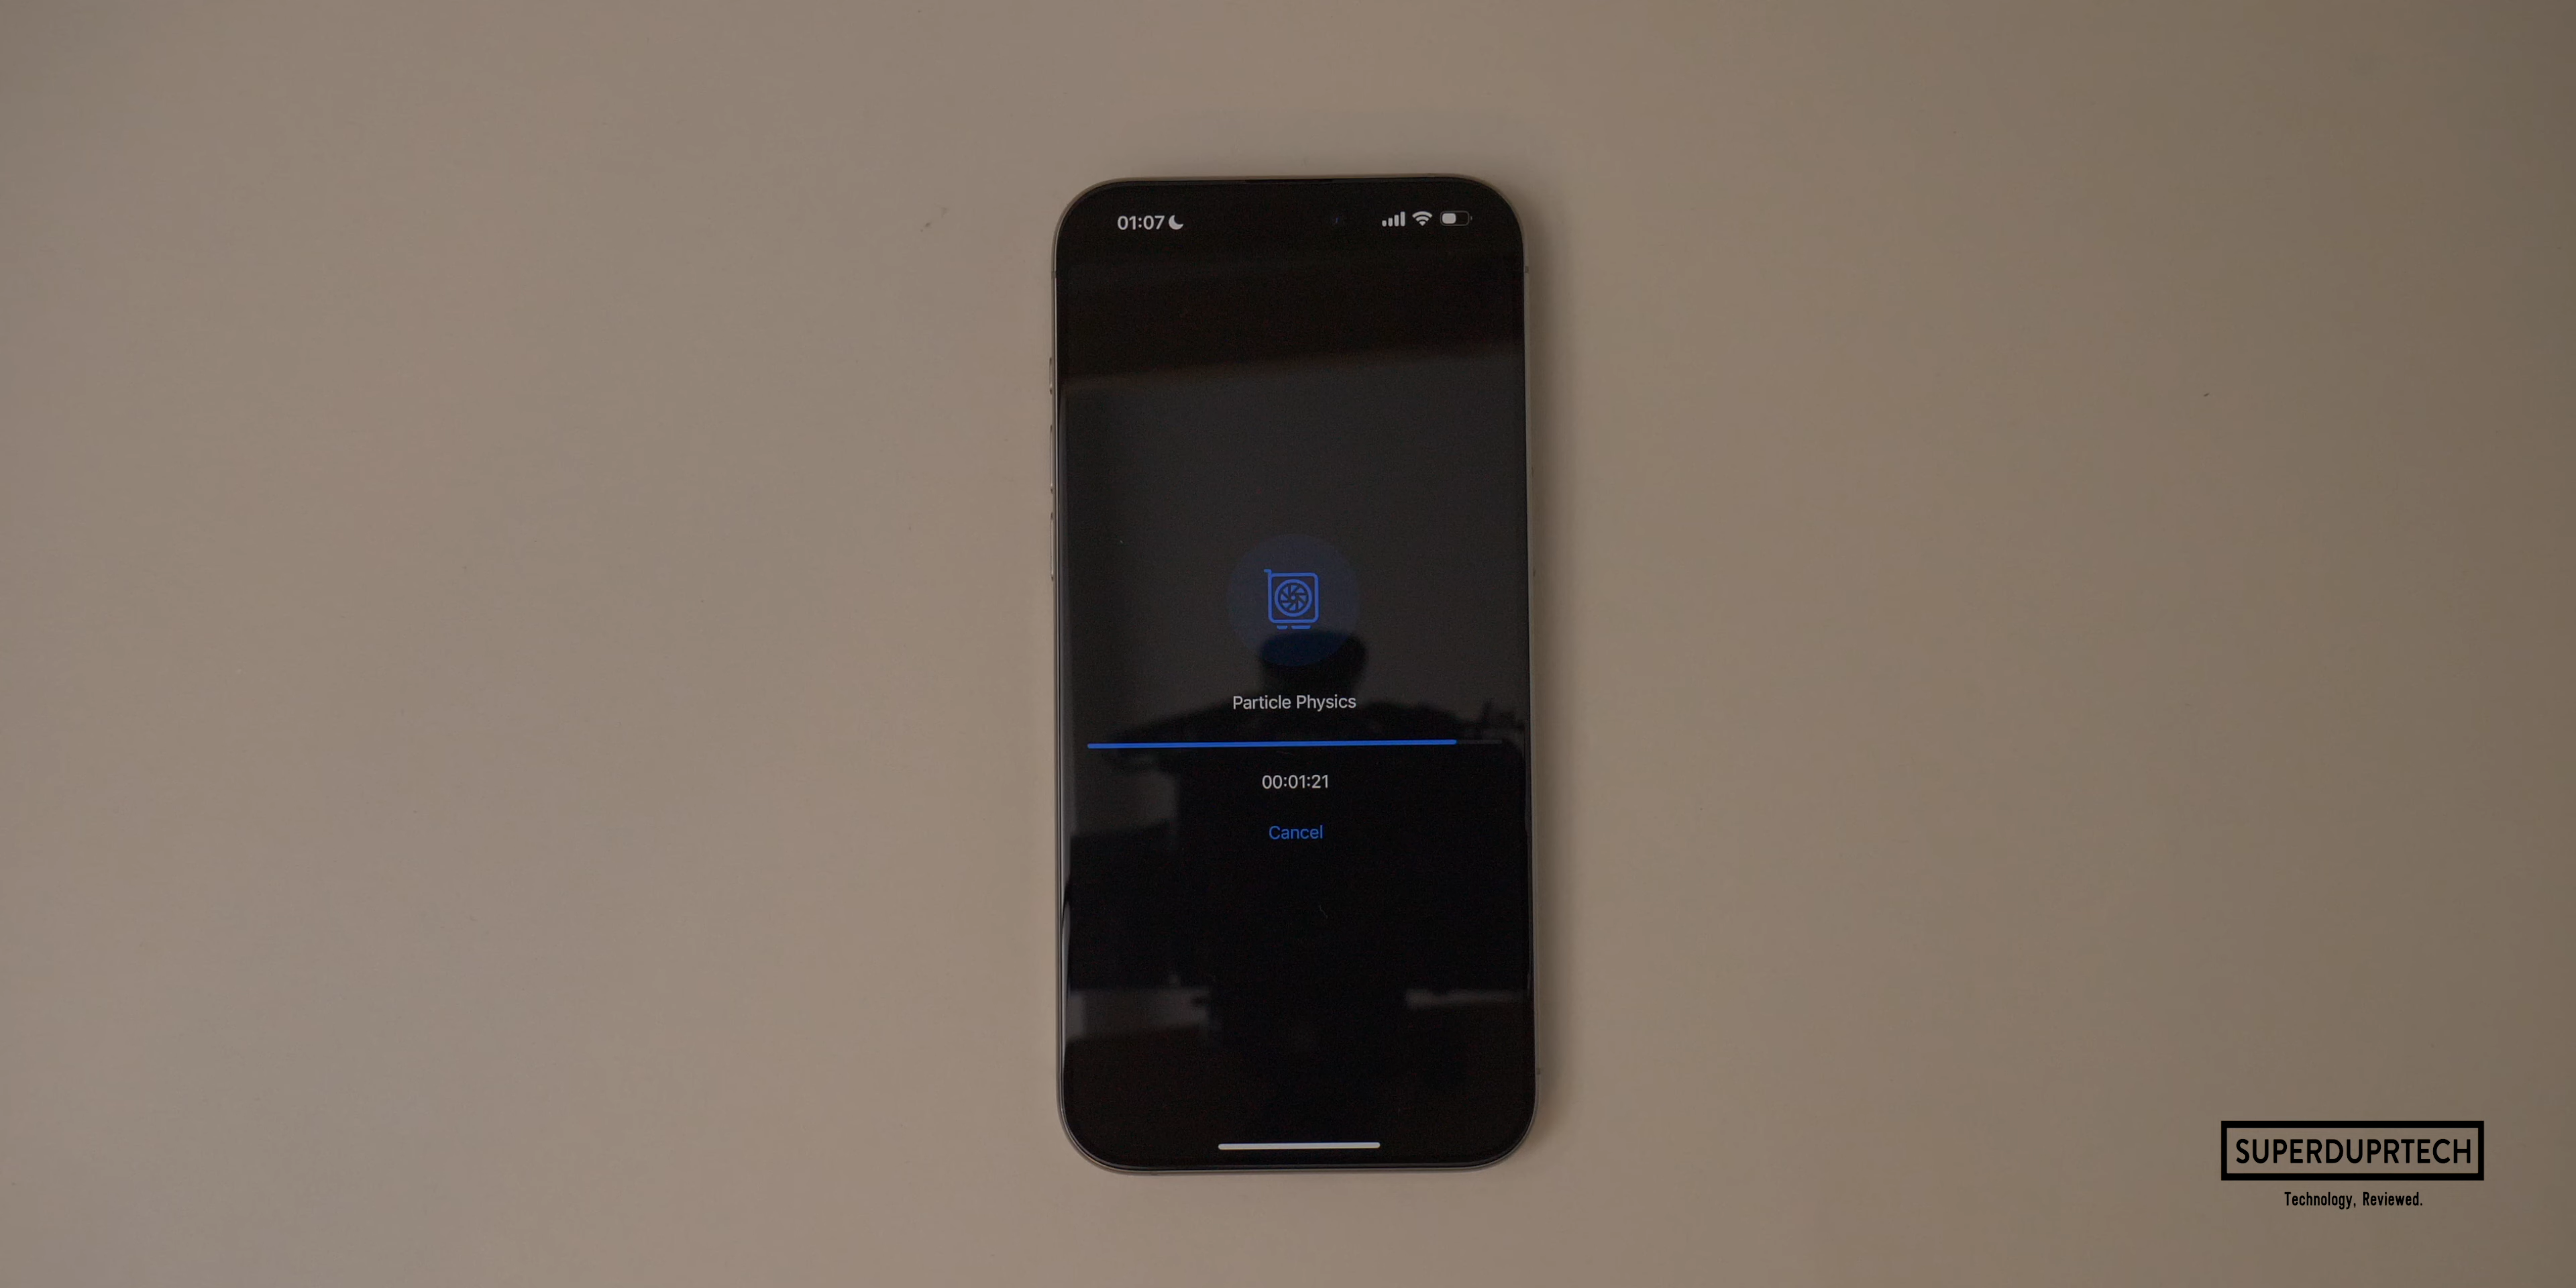 01:07
Particle Physics
00:01:21
Cancel
SUPERDUPRTECH
Technology, Reviewed.